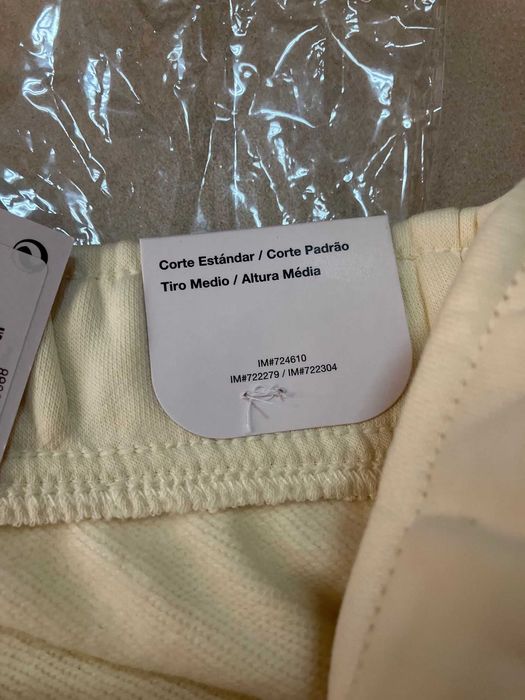 Corte Estándar / Corte Padrão
Tiro Medio / Altura Média
IM#724610
IM#722279 / IM#722304